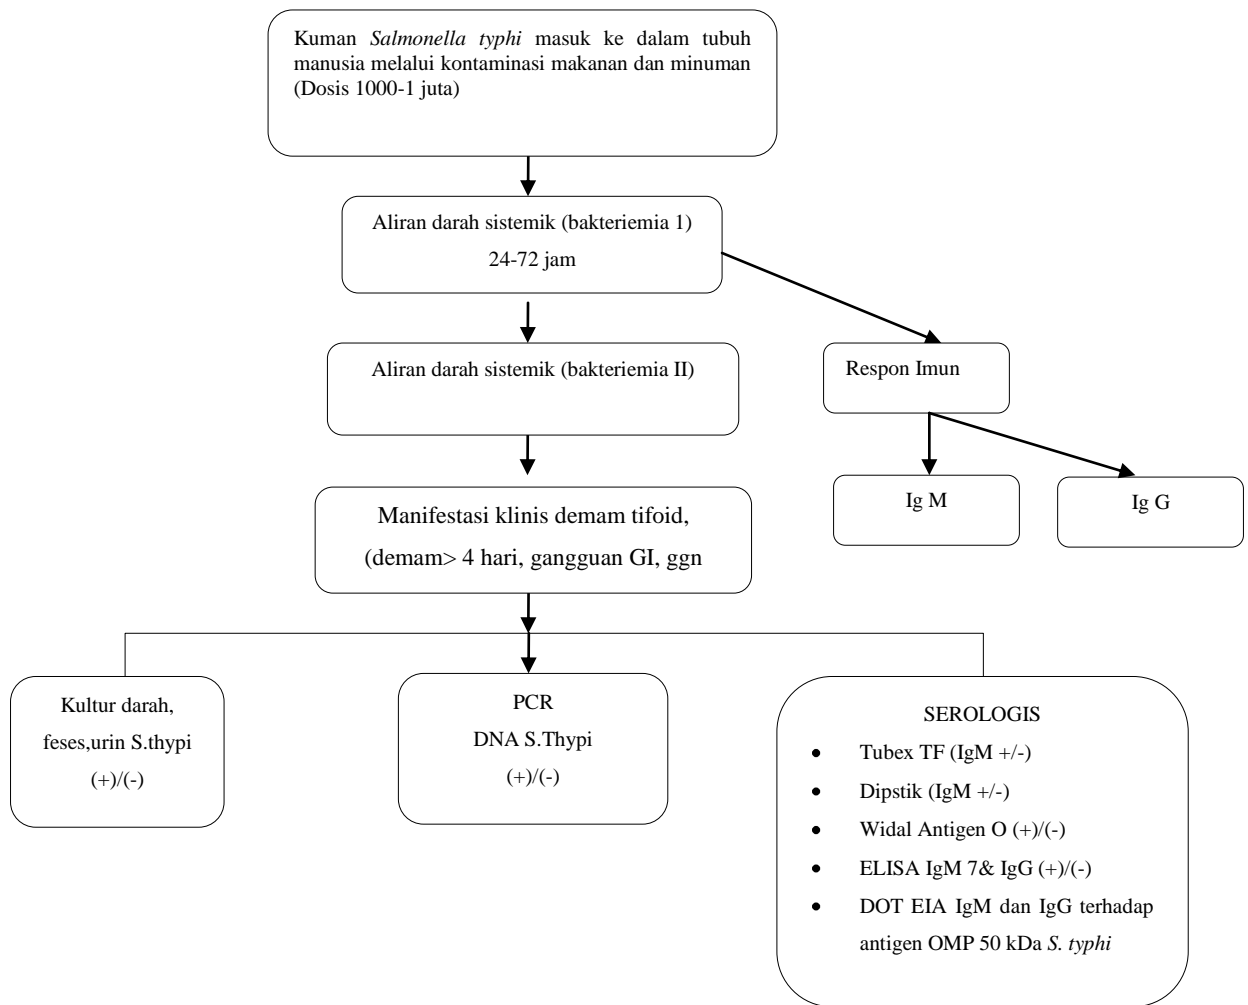 Kuman Salmonella typhi masuk ke dalam tubuh
manusia melalui kontaminasi makanan dan minuman
(Dosis 1000-1 juta)
Aliran darah sistemik (bakteriemia 1)
24-72 jam
Aliran darah sistemik (bakteriemia II)
Respon Imun
Ig M
Ig G
Manifestasi klinis demam tifoid,
(demam> 4 hari, gangguan GI, ggn
Kultur darah,
feses,urin S.thypi
(+)/(-)
PCR
DNA S.Thypi
(+)/(-)
SEROLOGIS
• Tubex TF (IgM +/-)
• Dipstik (IgM +/-)
• Widal Antigen O (+)/(-)
• ELISA IgM 7& IgG (+)/(-)
• DOT EIA IgM dan IgG terhadap
antigen OMP 50 kDa S. typhi